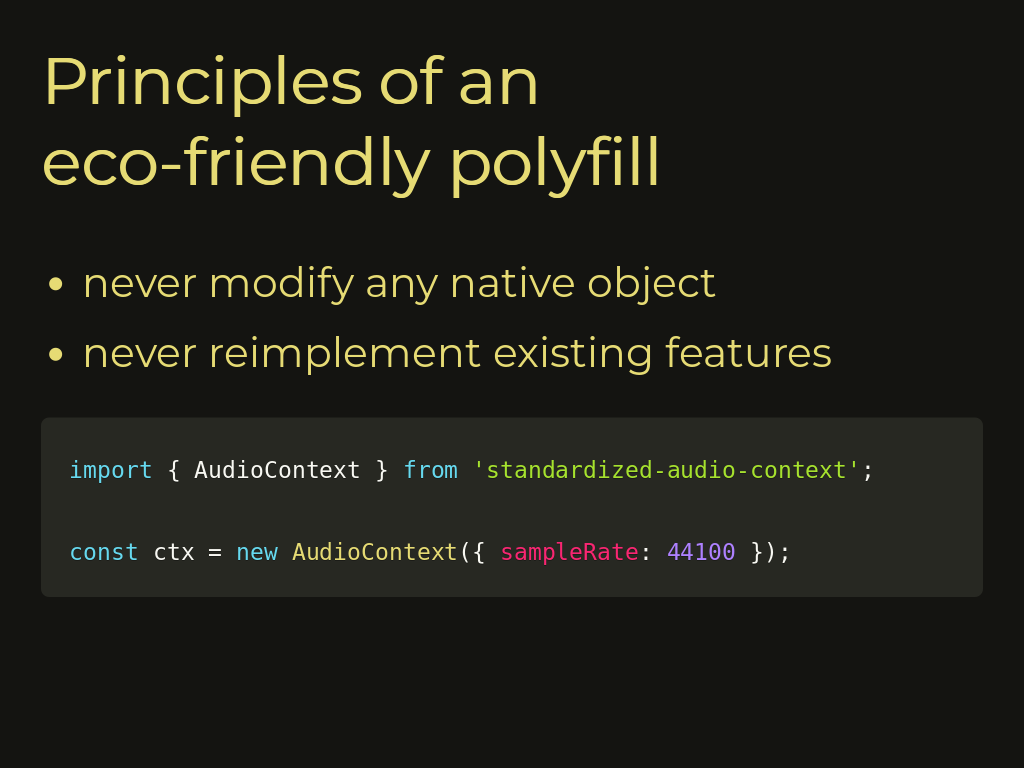 Principles of an
eco-friendly polyfill
• never modify any native object
• never reimplement existing features
import { AudioContext } from 'standardized-audio-context';
const ctx = new AudioContext({ sampleRate: 44100 });